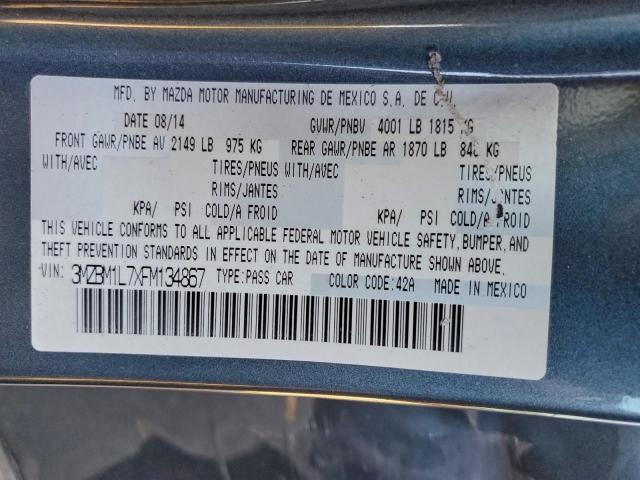 MFD. BY MAZDA MOTOR MANUFACTURING DE MEXICO S.A. DE C.V.
DATE 08/14 GVWR/PNBV 4001 LB 1815 KG
FRONT GAWR/PNBE AV 2149 LB 975 KG REAR GAWR/PNBE AR 1870 LB KG
WITH/AVEC TIRES/PNEUS WITH/AVEC TIRES/PNEUS
RIMS/JANTES RIMS/JANTES
KPA/ PSI COLD/A FROID KPA/ PSI COLD/A FROID
THIS VEHICLE CONFORMS TO ALL APPLICABLE FEDERAL MOTOR VEHICLE SAFETY, BUMPER, AND
THEFT PREVENTION STANDARDS IN EFFECT ON THE DATE OF MANUFACTURE SHOWN ABOVE.
VIN: 3MZBM1L7XFM134867 TYPE:PASS CAR COLOR CODE:42A MADE IN MEXICO